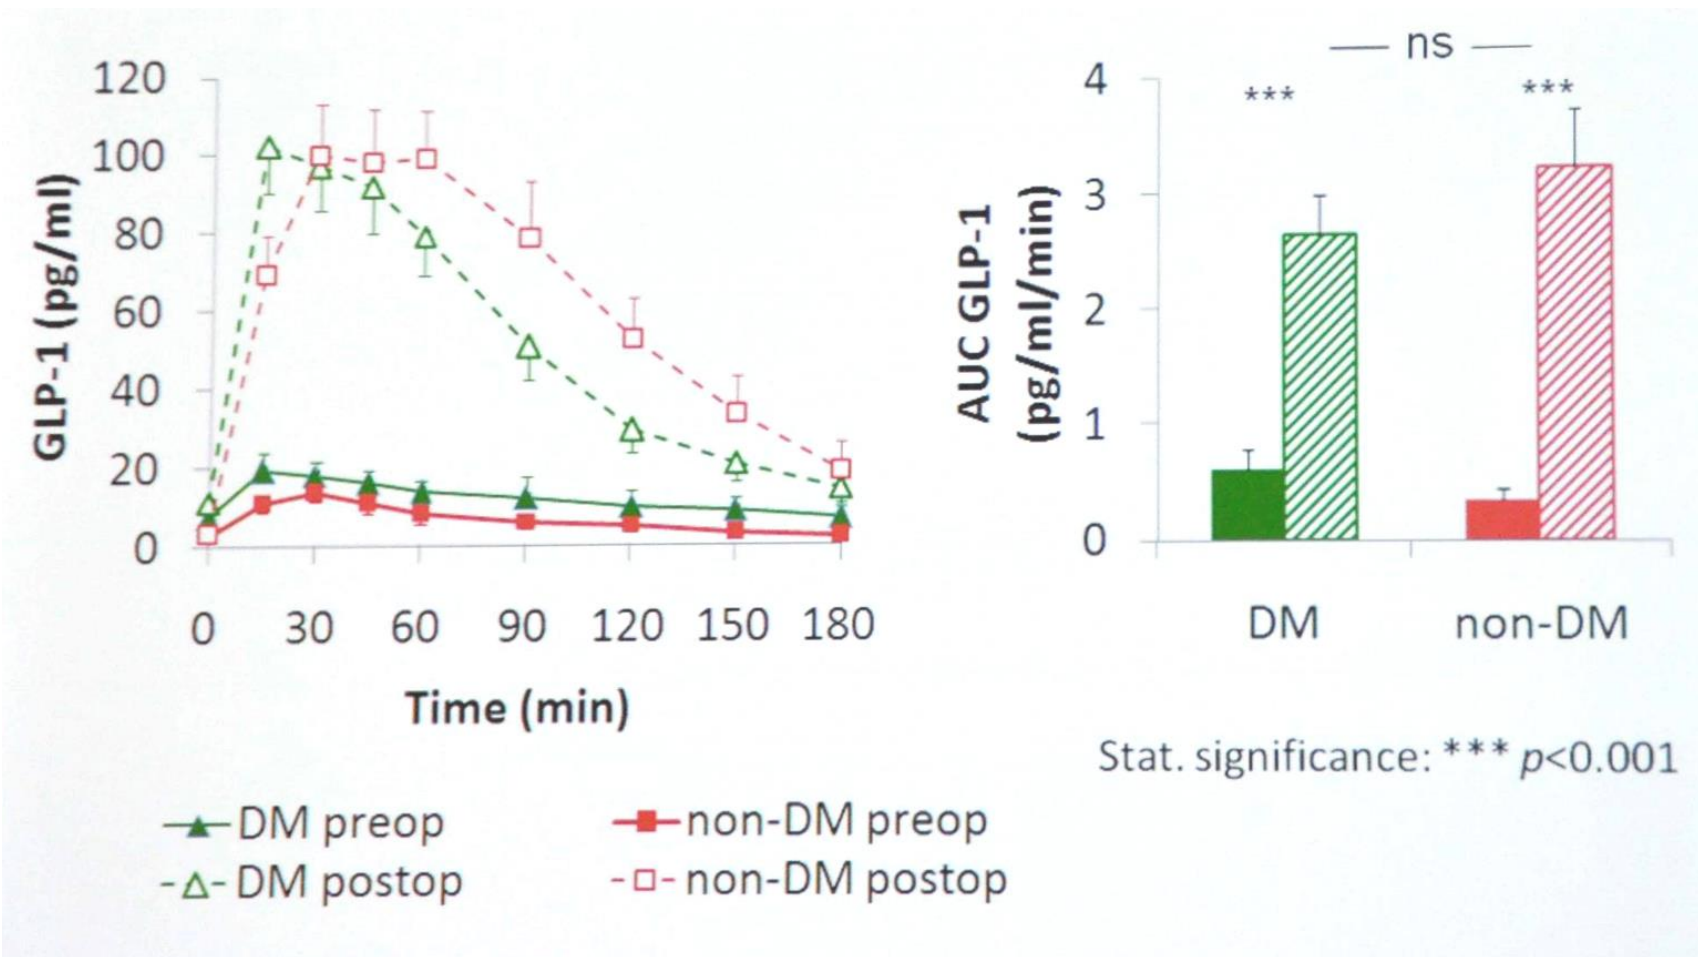 120
100
80
60
40
20
0
GLP-1 (pg/ml)
0 30 60 90 120 150 180
Time (min)
DM preop
non-DM preop
DM postop
non-DM postop
ns
*** ***
4
3
2
1
0
AUC GLP-1
(pg/ml/min)
DM non-DM
Stat. significance: *** p<0.001